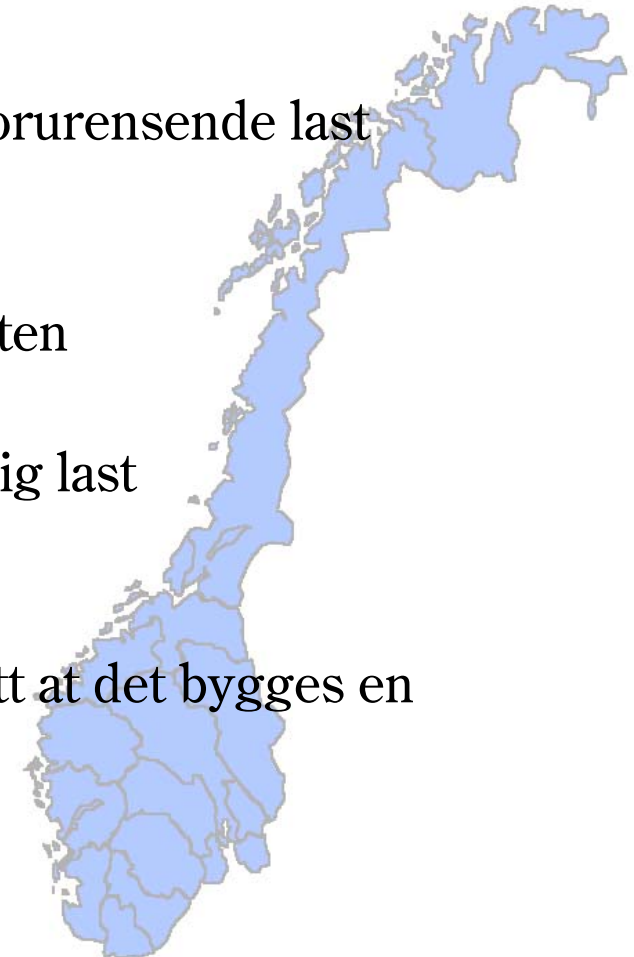 orurensende last
ten
ig last
tt at det bygges en